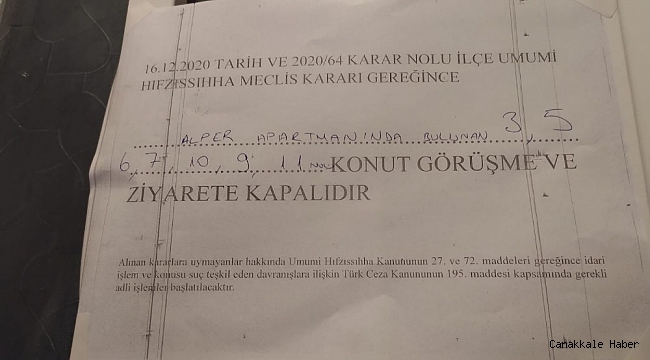 16.12.2020 TARİH VE 2020/64 KARAR NOLU İLÇE UMUMİ
HIFZISSIHHA MECLİS KARARI GEREĞİNCE
ALPER APARTMANINDA BULUNAN 3, 5
6, 7, 10, 9, 11 NOLU KONUT GÖRÜŞME VE
ZİYARETE KAPALIDIR
Alınan kararlara uymayanlar hakkında Umumi Hıfzıssıhha Kanununun 27. ve 72. maddeleri gereğince idari
işlem ve konusu suç teşkil eden davranışlara ilişkin Türk Ceza Kanununun 195. maddesi kapsamında gerekli
adli işlemler başlatılacaktır.
Canakkale Haber